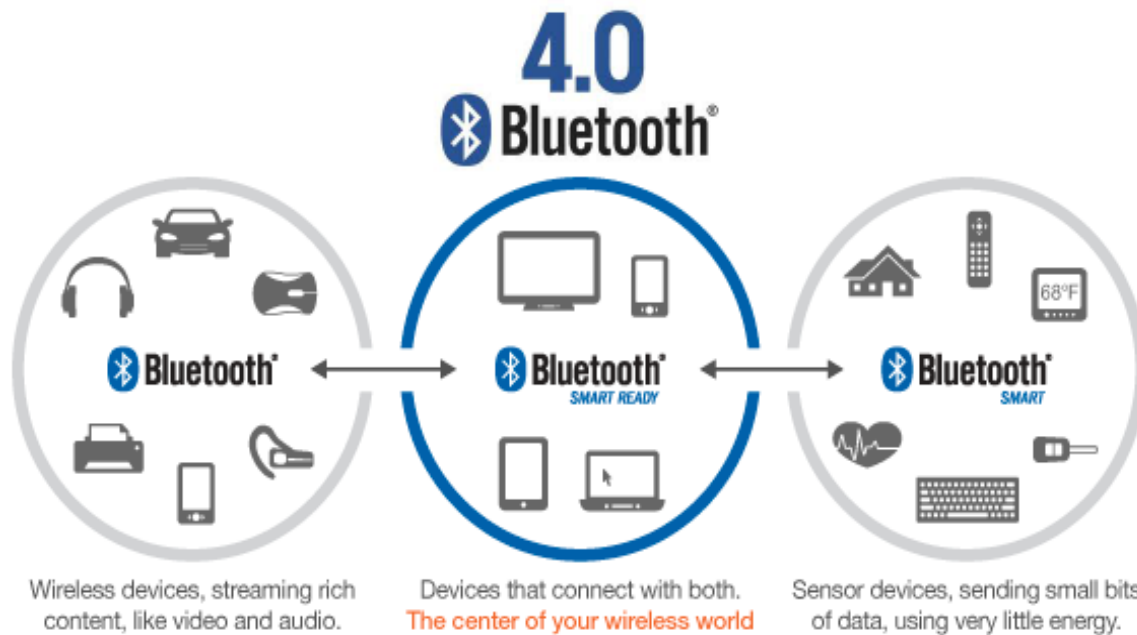 4.0
Bluetooth®
68°F
Bluetooth®
Bluetooth®
SMART READY
Bluetooth®
SMART
Wireless devices, streaming rich
content, like video and audio.
Devices that connect with both.
The center of your wireless world
Sensor devices, sending small bits
of data, using very little energy.